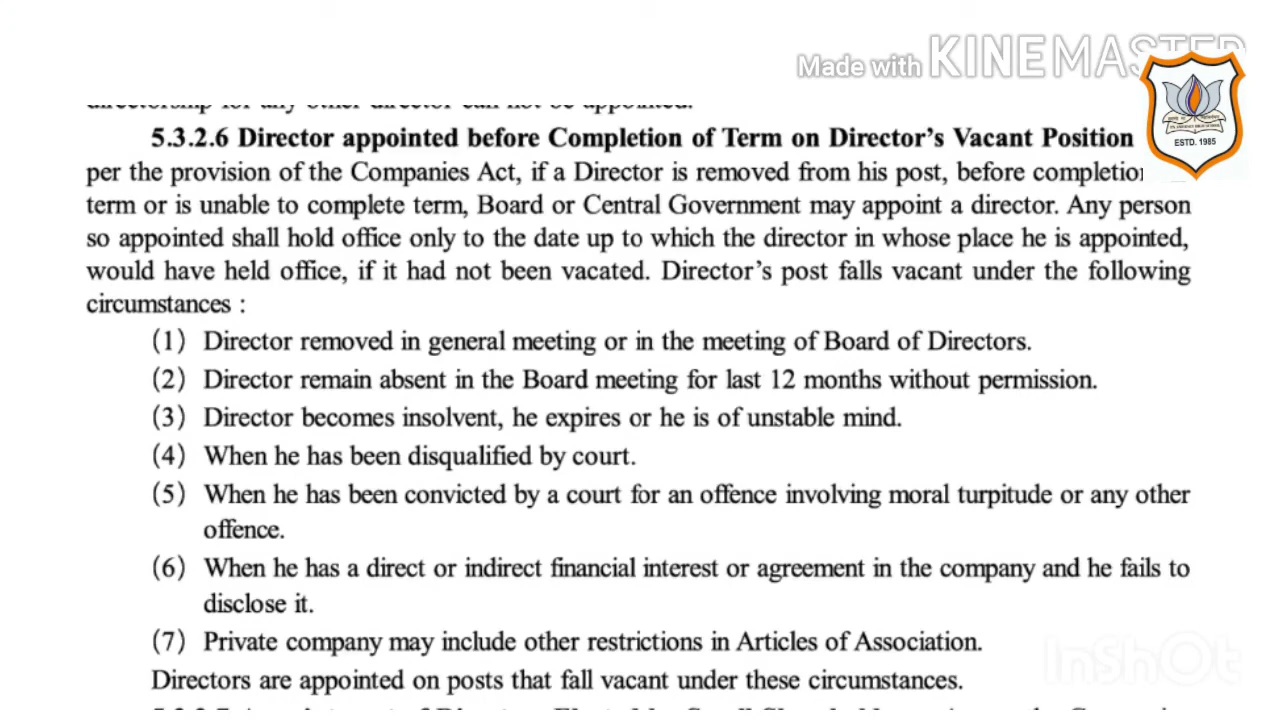 Made with KINEMASTER
directorship for any other director can not be appointed.
5.3.2.6 Director appointed before Completion of Term on Director's Vacant Position
ESTD. 1985
per the provision of the Companies Act, if a Director is removed from his post, before completio
term or is unable to complete term, Board or Central Government may appoint a director. Any person
so appointed shall hold office only to the date up to which the director in whose place he is appointed,
would have held office, if it had not been vacated. Director's post falls vacant under the following
circumstances :
(1) Director removed in general meeting or in the meeting of Board of Directors.
(2) Director remain absent in the Board meeting for last 12 months without permission.
(3) Director becomes insolvent, he expires or he is of unstable mind.
(4) When he has been disqualified by court.
(5) When he has been convicted by a court for an offence involving moral turpitude or any other
offence.
(6) When he has a direct or indirect financial interest or agreement in the company and he fails to
disclose it.
(7) Private company may include other restrictions in Articles of Association.
InShOt
Directors are appointed on posts that fall vacant under these circumstances.